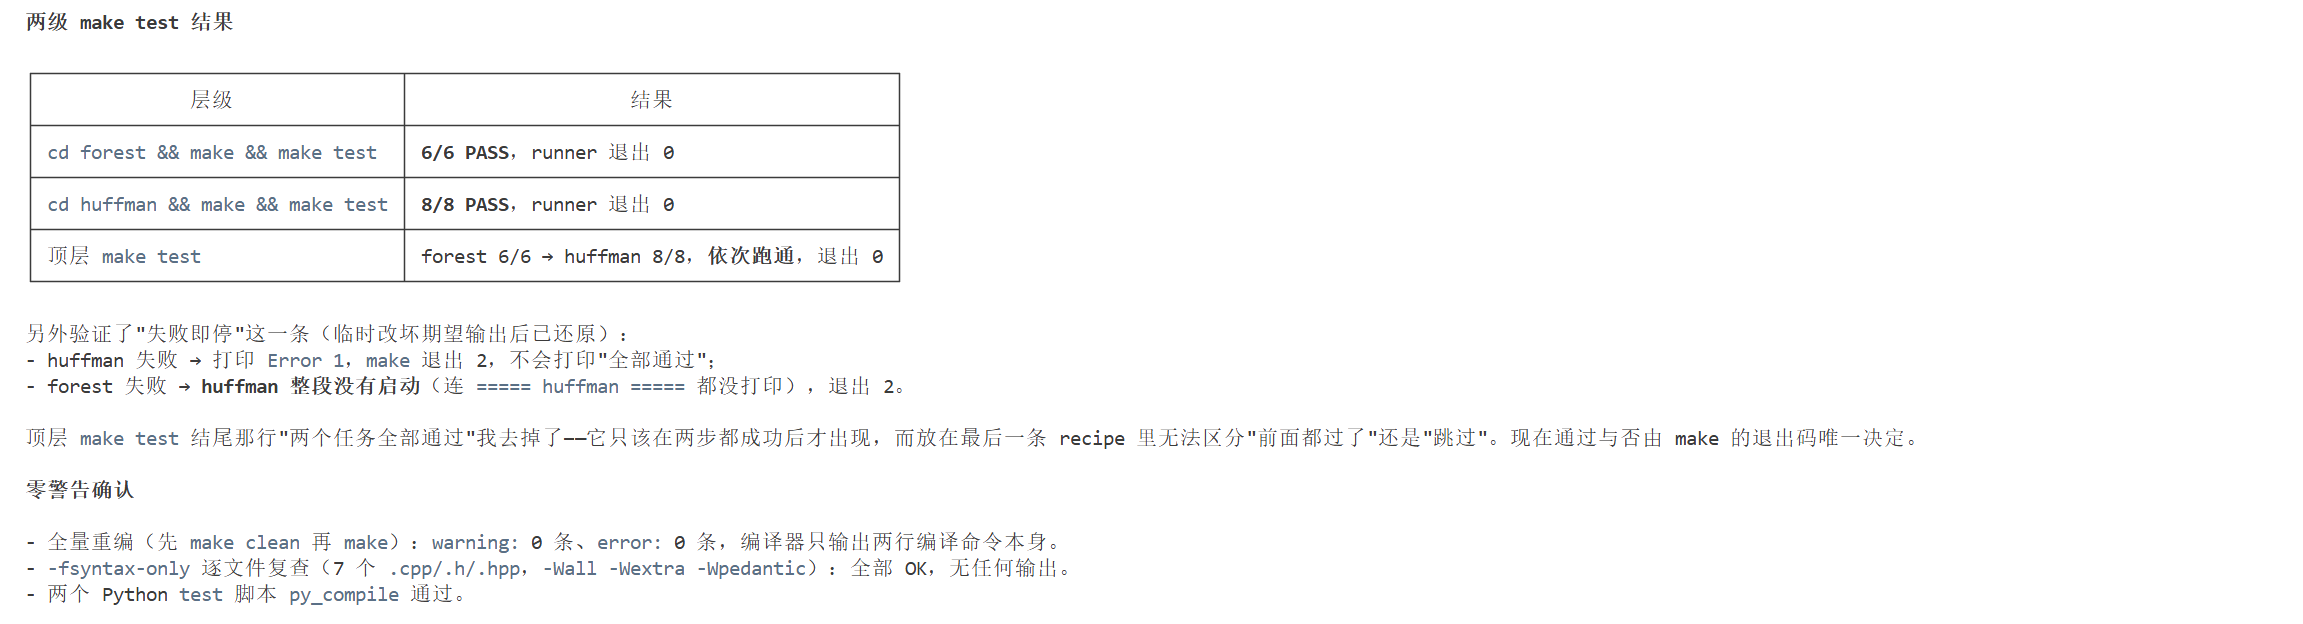 两级 make test 结果
层级 结果
cd forest && make && make test 6/6 PASS，runner 退出 0
cd huffman && make && make test 8/8 PASS，runner 退出 0
顶层 make test forest 6/6 → huffman 8/8，依次跑通，退出 0
另外验证了"失败即停"这一条（临时改坏期望输出后已还原）：
- huffman 失败 → 打印 Error 1，make 退出 2，不会打印"全部通过"；
- forest 失败 → huffman 整段没有启动（连 ===== huffman ===== 都没打印），退出 2。
顶层 make test 结尾那行"两个任务全部通过"我去掉了——它只该在两步都成功后才出现，而放在最后一条 recipe 里无法区分"前面都过了"还是"跳过"。现在通过与否由 make 的退出码唯一决定。
零警告确认
- 全量重编（先 make clean 再 make）：warning: 0 条、error: 0 条，编译器只输出两行编译命令本身。
- -fsyntax-only 逐文件复查（7 个 .cpp/.h/.hpp，-Wall -Wextra -Wpedantic）：全部 OK，无任何输出。
- 两个 Python test 脚本 py_compile 通过。